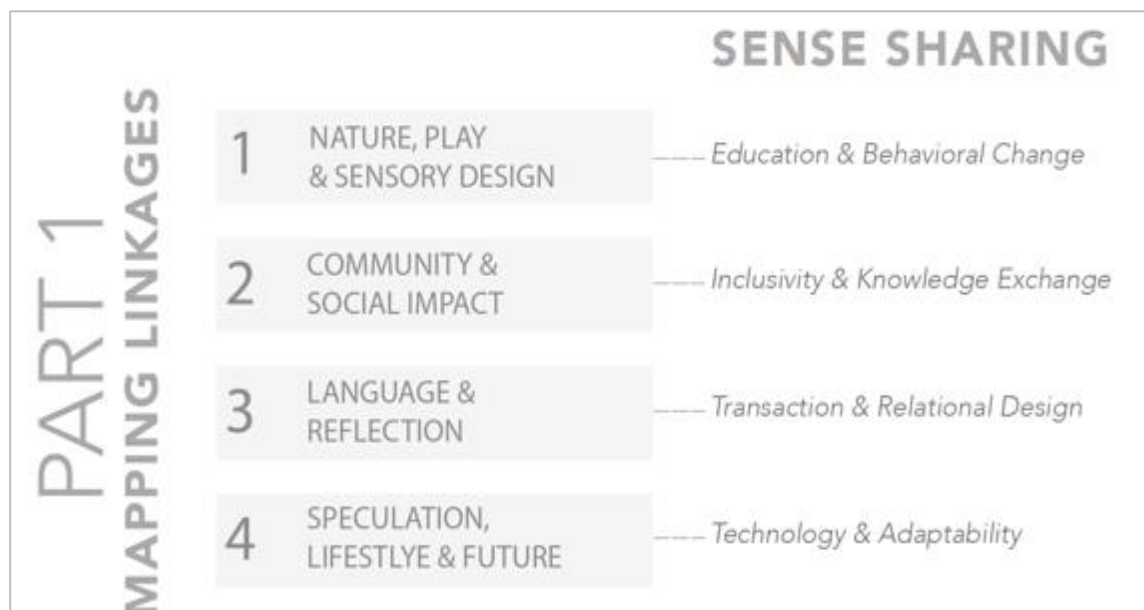 SENSE SHARING
PART 1
MAPPING LINKAGES
1
NATURE, PLAY
& SENSORY DESIGN
Education & Behavioral Change
2
COMMUNITY &
SOCIAL IMPACT
Inclusivity & Knowledge Exchange
3
LANGUAGE &
REFLECTION
Transaction & Relational Design
4
SPECULATION,
LIFESTLYE & FUTURE
Technology & Adaptability